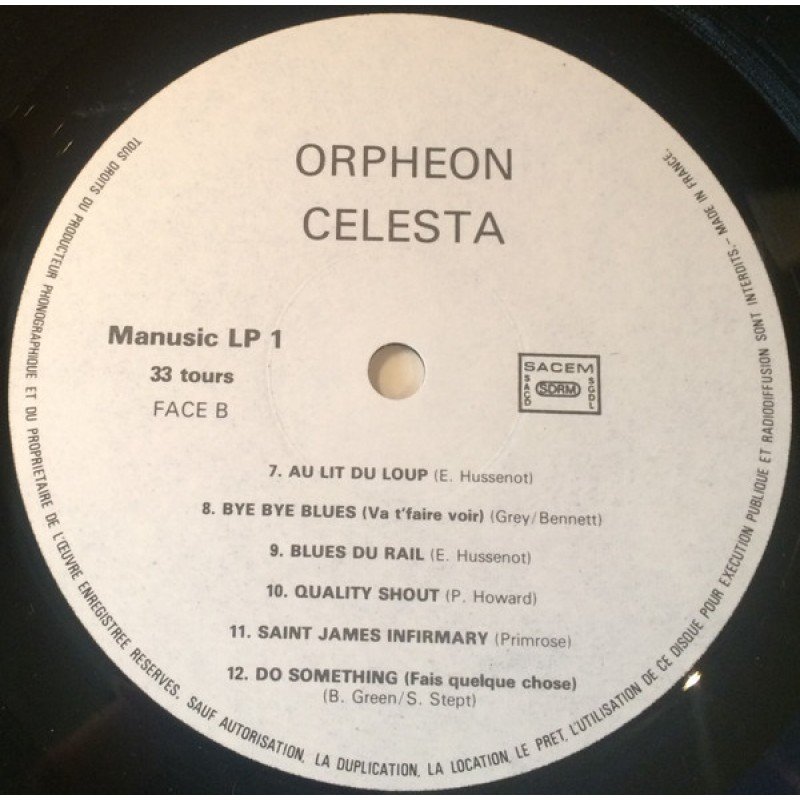 ORPHEON
CELESTA
Manusic LP 1
33 tours
FACE B
SACEM
SACD
SDRM
SGDL
7. AU LIT DU LOUP (E. Hussenot)
8. BYE BYE BLUES (Va t'faire voir) (Grey/Bennett)
9. BLUES DU RAIL (E. Hussenot)
10. QUALITY SHOUT (P. Howard)
11. SAINT JAMES INFIRMARY (Primrose)
12. DO SOMETHING (Fais quelque chose)
(B. Green/S. Stept)
TOUS DROITS DU PRODUCTEUR PHONOGRAPHIQUE ET DU PROPRIETAIRE DE L'ŒUVRE ENREGISTREE RESERVES, SAUF AUTORISATION, LA DUPLICATION, LA LOCATION, LE PRET, L'UTILISATION DE CE DISQUE POUR EXECUTION PUBLIQUE ET RADIODIFFUSION SONT INTERDITS. – MADE IN FRANCE.